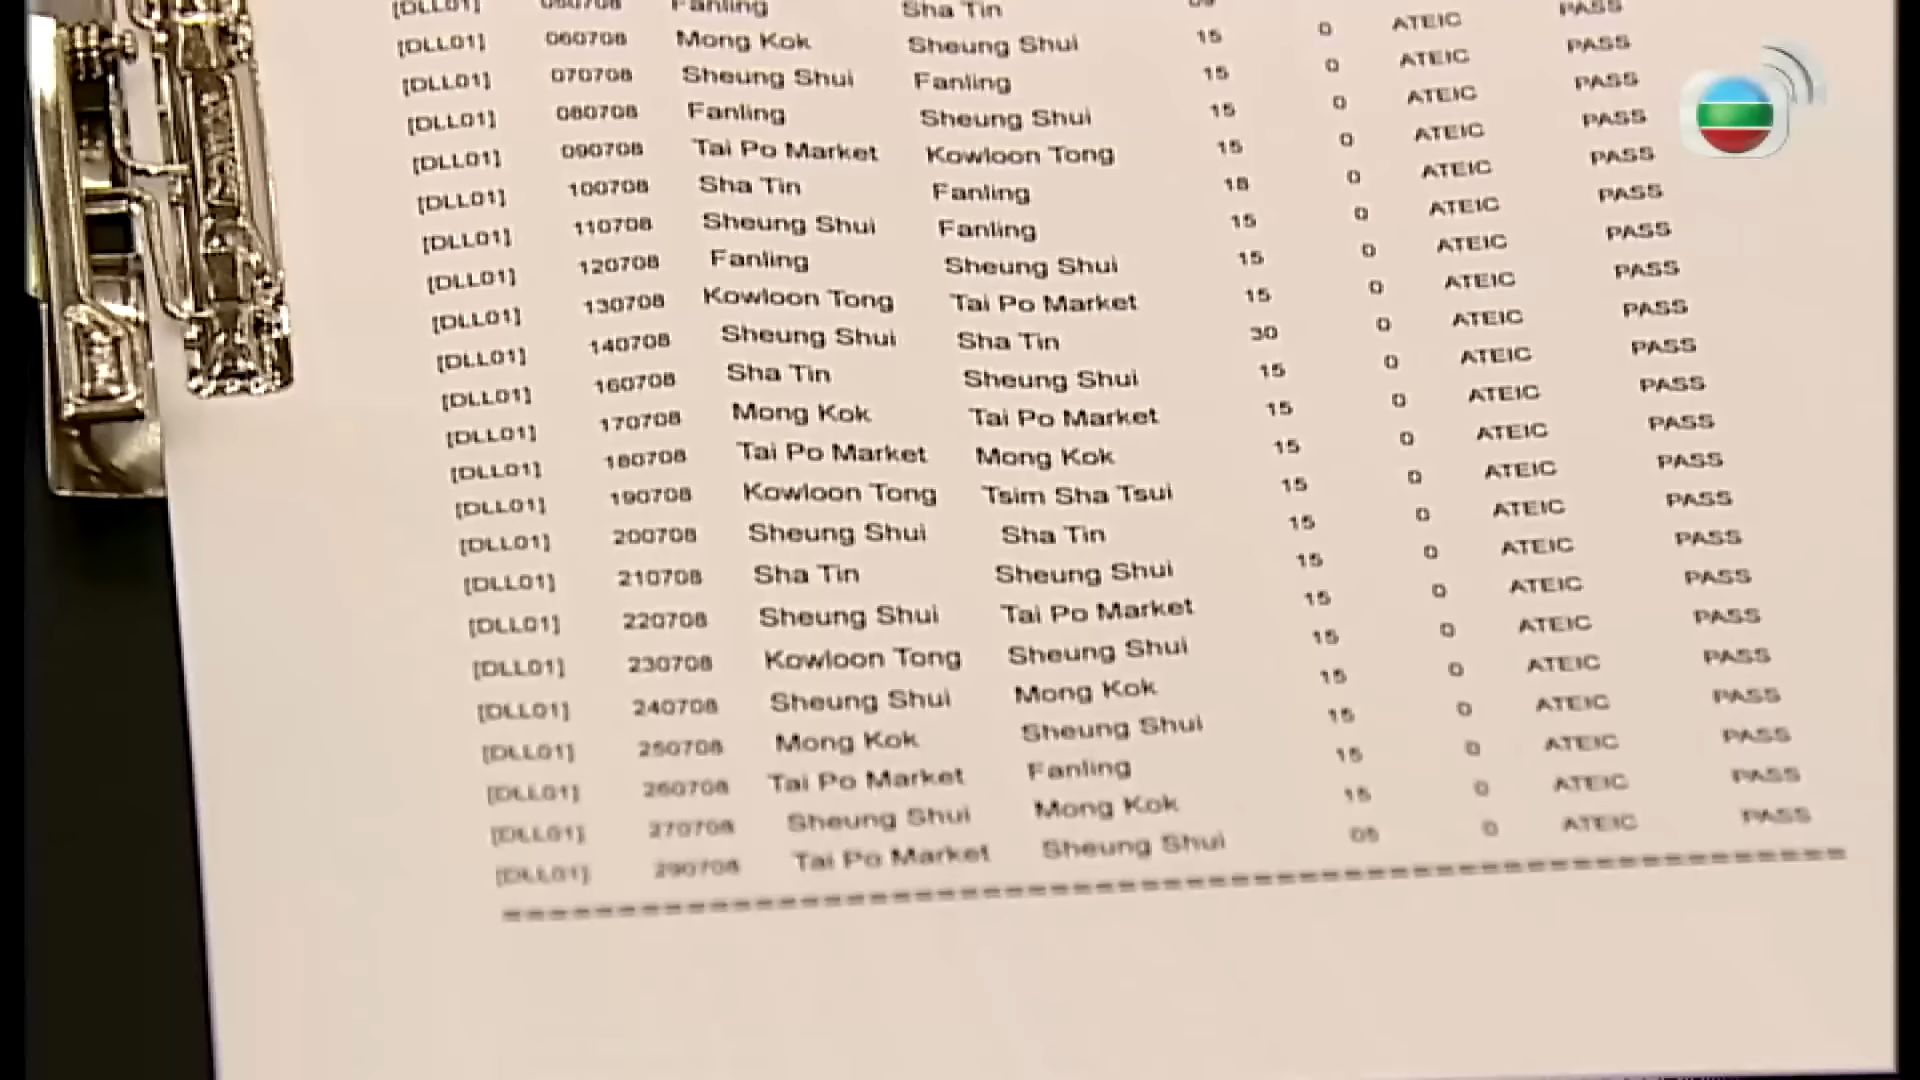 [DLL01] 050708 Fanling Sha Tin
[DLL01] 060708 Mong Kok Sheung Shui 15 0 ATEIC PASS
[DLL01] 070708 Sheung Shui Fanling 15 0 ATEIC PASS
[DLL01] 080708 Fanling Sheung Shui 15 0 ATEIC PASS
[DLL01] 090708 Tai Po Market Kowloon Tong 15 0 ATEIC PASS
[DLL01] 100708 Sha Tin Fanling 18 0 ATEIC PASS
[DLL01] 110708 Sheung Shui Fanling 15 0 ATEIC PASS
[DLL01] 120708 Fanling Sheung Shui 15 0 ATEIC PASS
[DLL01] 130708 Kowloon Tong Tai Po Market 15 0 ATEIC PASS
[DLL01] 140708 Sheung Shui Sha Tin 30 0 ATEIC PASS
[DLL01] 160708 Sha Tin Sheung Shui 15 0 ATEIC PASS
[DLL01] 170708 Mong Kok Tai Po Market 15 0 ATEIC PASS
[DLL01] 180708 Tai Po Market Mong Kok 15 0 ATEIC PASS
[DLL01] 190708 Kowloon Tong Tsim Sha Tsui 15 0 ATEIC PASS
[DLL01] 200708 Sheung Shui Sha Tin 15 0 ATEIC PASS
[DLL01] 210708 Sha Tin Sheung Shui 15 0 ATEIC PASS
[DLL01] 220708 Sheung Shui Tai Po Market 15 0 ATEIC PASS
[DLL01] 230708 Kowloon Tong Sheung Shui 15 0 ATEIC PASS
[DLL01] 240708 Sheung Shui Mong Kok 15 0 ATEIC PASS
[DLL01] 250708 Mong Kok Sheung Shui 15 0 ATEIC PASS
[DLL01] 260708 Tai Po Market Fanling 15 0 ATEIC PASS
[DLL01] 270708 Sheung Shui Mong Kok 15 0 ATEIC PASS
[DLL01] 290708 Tai Po Market Sheung Shui 05 0 ATEIC PASS